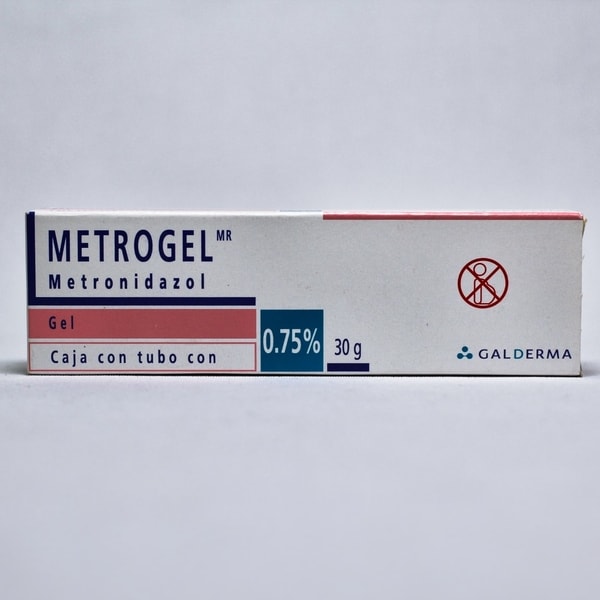 METROGEL MR
Metronidazol
Gel
Caja con tubo con
0.75%
30 g
GALDERMA